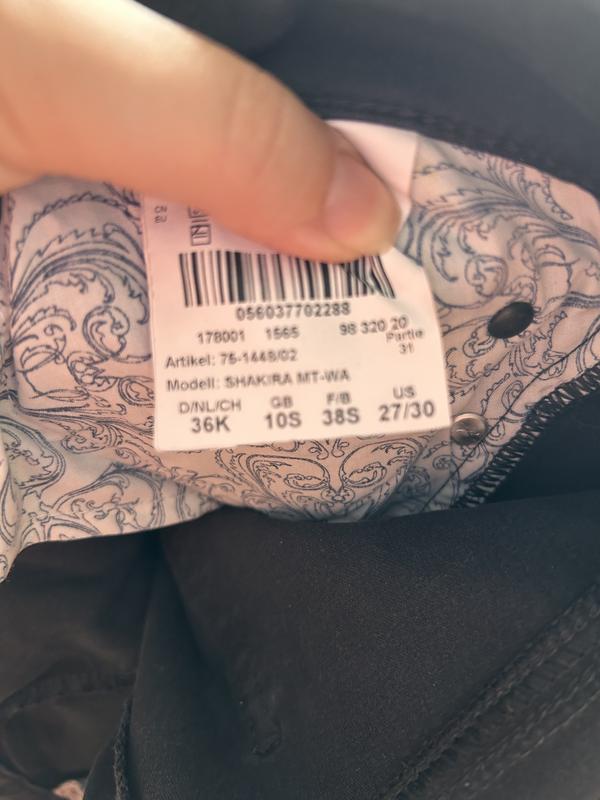 056037702288
178001 1565 98 320 20
Partie
31
Artikel: 75-1448/02
Modell: SHAKIRA MT-WA
D/NL/CH GB F/B US
36K 10S 38S 27/30